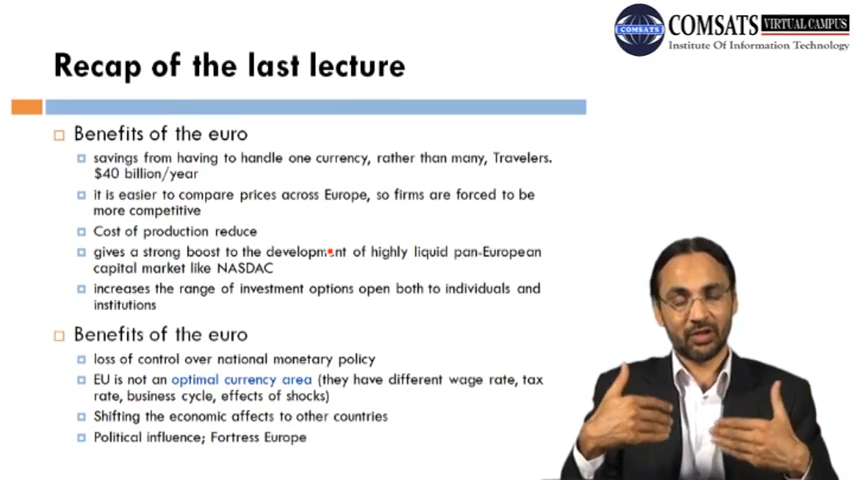 COMSATS
COMSATS VIRTUAL CAMPUS
Institute Of Information Technology
Recap of the last lecture
Benefits of the euro
savings from having to handle one currency, rather than many, Travelers.
$40 billion/year
it is easier to compare prices across Europe, so firms are forced to be
more competitive
Cost of production reduce
gives a strong boost to the development of highly liquid pan-European
capital market like NASDAC
increases the range of investment options open both to individuals and
institutions
Benefits of the euro
loss of control over national monetary policy
EU is not an optimal currency area (they have different wage rate, tax
rate, business cycle, effects of shocks)
Shifting the economic affects to other countries
Political influence; Fortress Europe